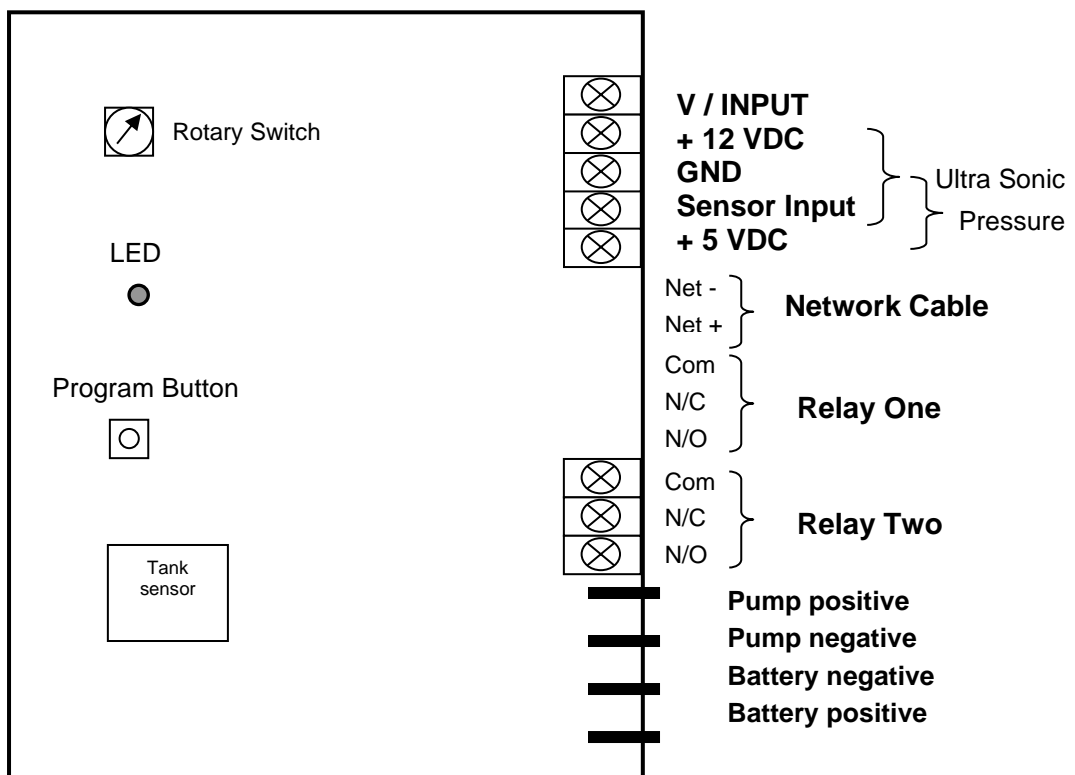 V / INPUT
Rotary Switch
+ 12 VDC
GND
Ultra Sonic
Sensor Input
Pressure
+ 5 VDC
LED
Net -
Network Cable
Net +
Com
Program Button
N/C
Relay One
N/O
Com
N/C
Relay Two
N/O
Tank
sensor
Pump positive
Pump negative
Battery negative
Battery positive